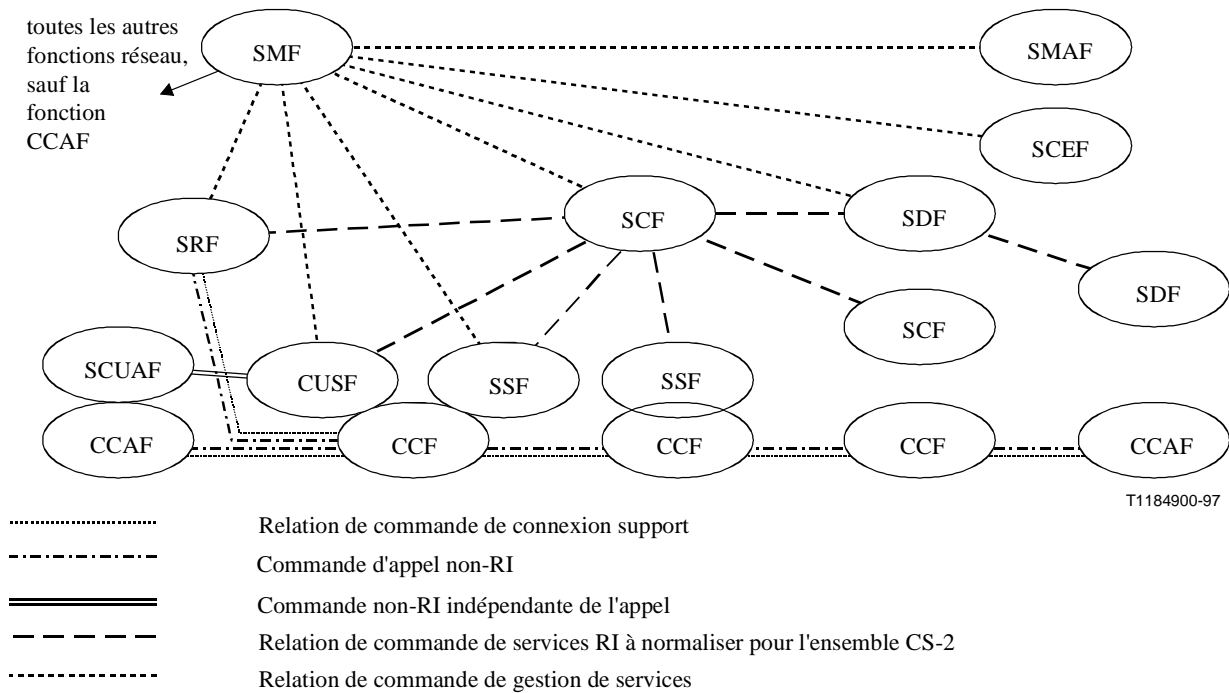 toutes les autres
fonctions réseau,
sauf la
fonction
CCAF
SMF
SMAF
SCEF
SRF
SCF
SDF
SDF
SCF
SCUAF
CUSF
SSF
SSF
CCAF
CCF
CCF
CCF
CCAF
T1184900-97
Relation de commande de connexion support
Commande d'appel non-RI
Commande non-RI indépendante de l'appel
Relation de commande de services RI à normaliser pour l'ensemble CS-2
Relation de commande de gestion de services